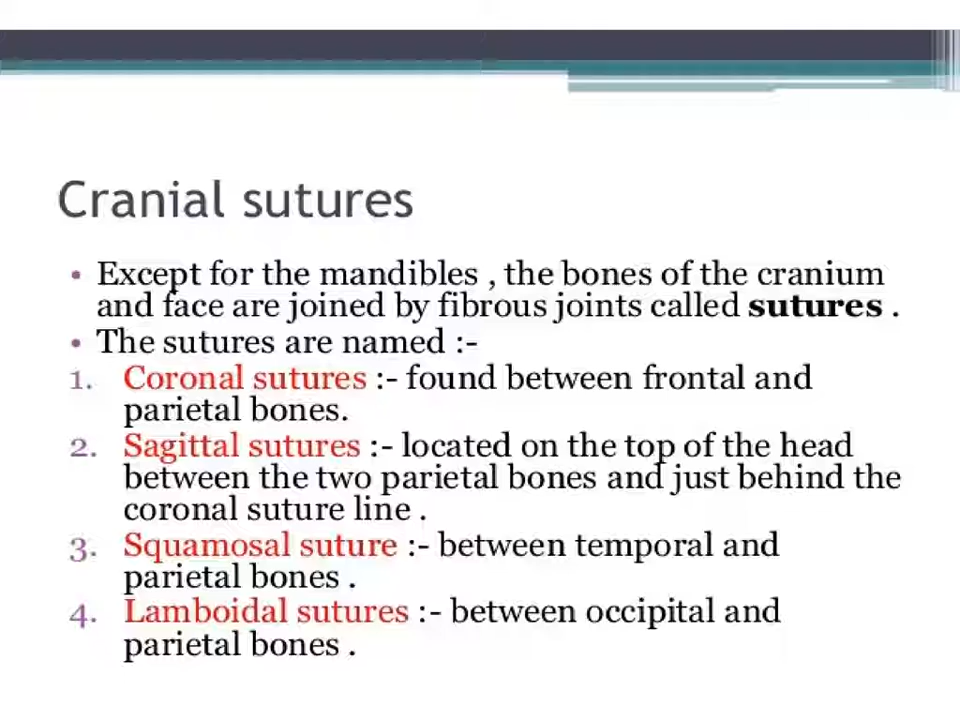 Cranial sutures
• Except for the mandibles , the bones of the cranium
and face are joined by fibrous joints called sutures .
• The sutures are named :-
1. Coronal sutures :- found between frontal and
parietal bones.
2. Sagittal sutures :- located on the top of the head
between the two parietal bones and just behind the
coronal suture line .
3. Squamosal suture :- between temporal and
parietal bones .
4. Lamboidal sutures :- between occipital and
parietal bones .